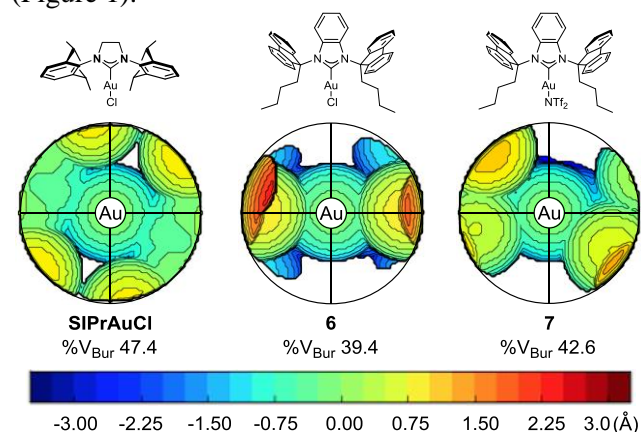 (Figure 1).
N N N N N N
Au Au Au
Cl Cl NTf2
Au Au Au
SIPrAuCl 6 7
%VBur 47.4 %VBur 39.4 %VBur 42.6
-3.00 -2.25 -1.50 -0.75 0.00 0.75 1.50 2.25 3.0(Å)